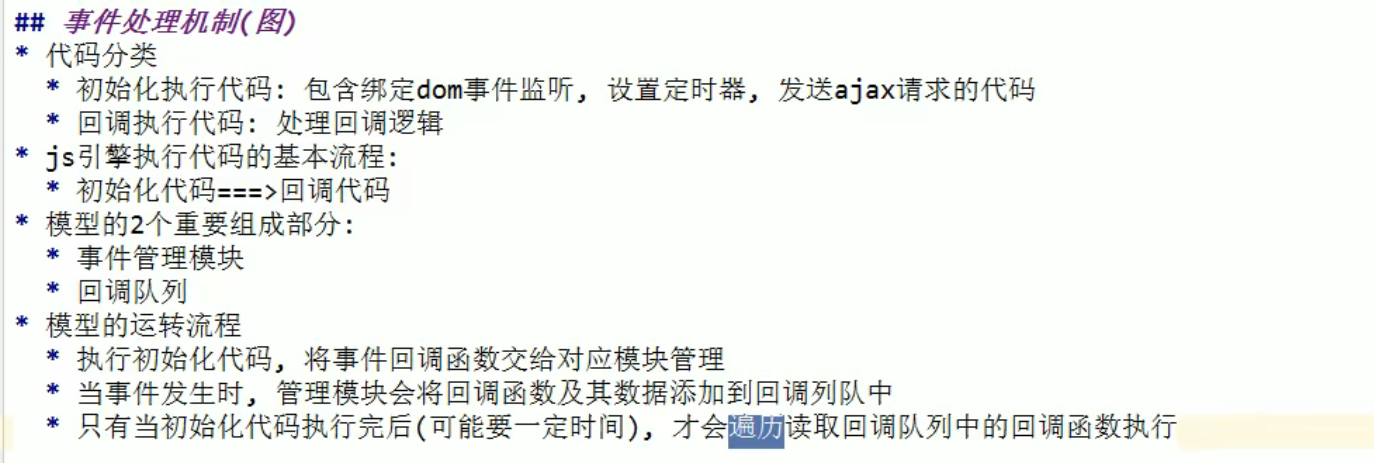 ## 事件处理机制(图)
* 代码分类
* 初始化执行代码: 包含绑定dom事件监听, 设置定时器, 发送ajax请求的代码
* 回调执行代码: 处理回调逻辑
* js引擎执行代码的基本流程:
* 初始化代码===>回调代码
* 模型的2个重要组成部分:
* 事件管理模块
* 回调队列
* 模型的运转流程
* 执行初始化代码, 将事件回调函数交给对应模块管理
* 当事件发生时, 管理模块会将回调函数及其数据添加到回调列队中
* 只有当初始化代码执行完后(可能要一定时间), 才会遍历读取回调队列中的回调函数执行